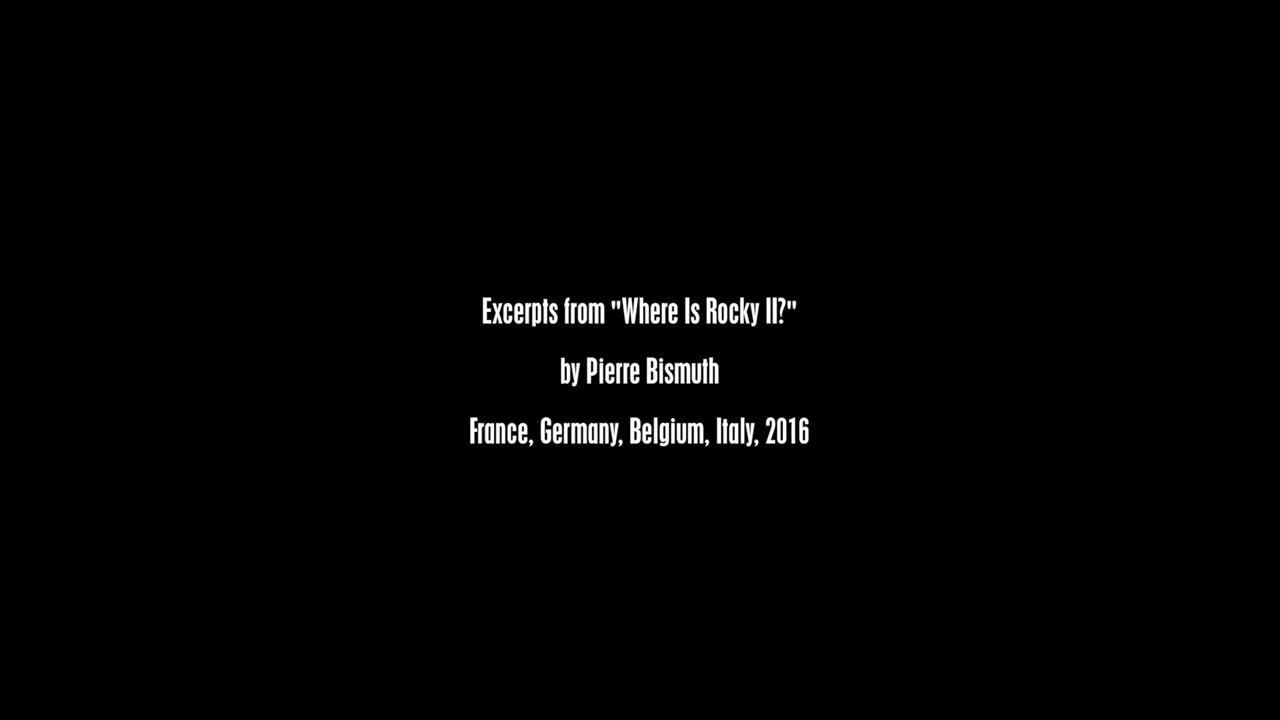 Excerpts from "Where Is Rocky II?"
by Pierre Bismuth
France, Germany, Belgium, Italy, 2016